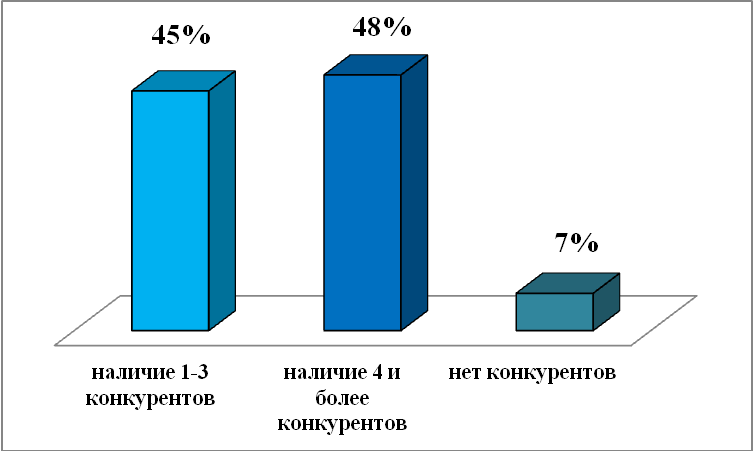 45%
48%
7%
наличие 1-3
конкурентов
наличие 4 и
более
конкурентов
нет конкурентов